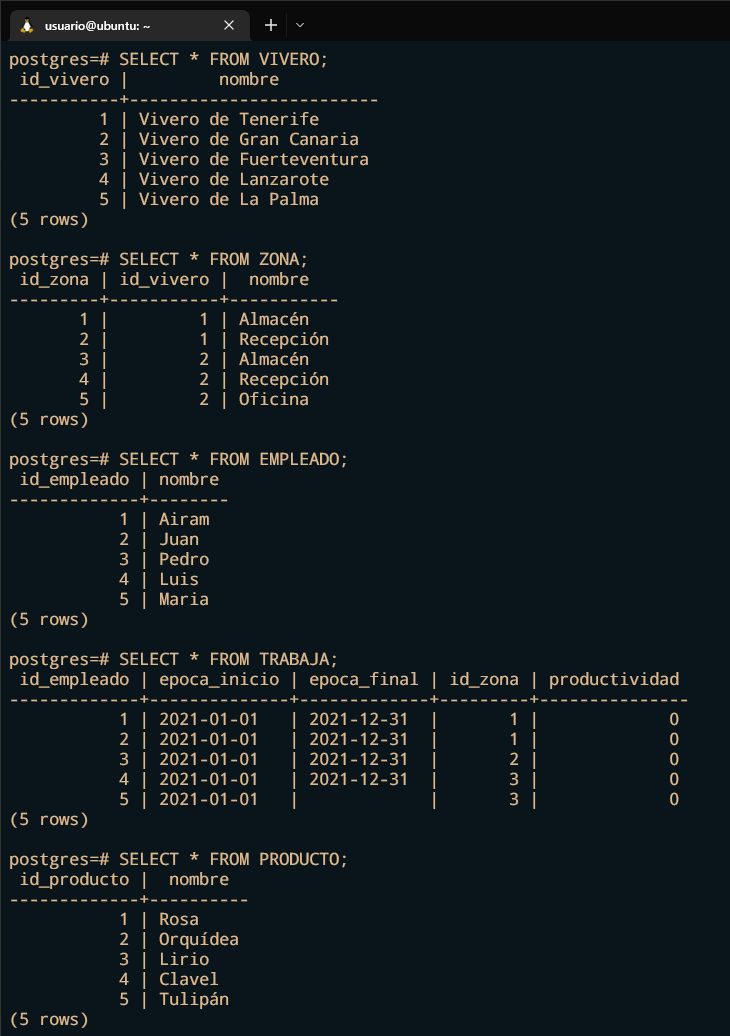 usuario@ubuntu: ~
postgres=# SELECT * FROM VIVERO;
 id_vivero |         nombre
-----------+-------------------------
         1 | Vivero de Tenerife
         2 | Vivero de Gran Canaria
         3 | Vivero de Fuerteventura
         4 | Vivero de Lanzarote
         5 | Vivero de La Palma
(5 rows)

postgres=# SELECT * FROM ZONA;
 id_zona | id_vivero |  nombre
---------+-----------+-----------
       1 |         1 | Almacén
       2 |         1 | Recepción
       3 |         2 | Almacén
       4 |         2 | Recepción
       5 |         2 | Oficina
(5 rows)

postgres=# SELECT * FROM EMPLEADO;
 id_empleado | nombre
-------------+--------
           1 | Airam
           2 | Juan
           3 | Pedro
           4 | Luis
           5 | Maria
(5 rows)

postgres=# SELECT * FROM TRABAJA;
 id_empleado | epoca_inicio | epoca_final | id_zona | productividad
-------------+--------------+-------------+---------+---------------
           1 | 2021-01-01   | 2021-12-31  |       1 |             0
           2 | 2021-01-01   | 2021-12-31  |       1 |             0
           3 | 2021-01-01   | 2021-12-31  |       2 |             0
           4 | 2021-01-01   | 2021-12-31  |       3 |             0
           5 | 2021-01-01   |             |       3 |             0
(5 rows)

postgres=# SELECT * FROM PRODUCTO;
 id_producto |  nombre
-------------+----------
           1 | Rosa
           2 | Orquídea
           3 | Lirio
           4 | Clavel
           5 | Tulipán
(5 rows)